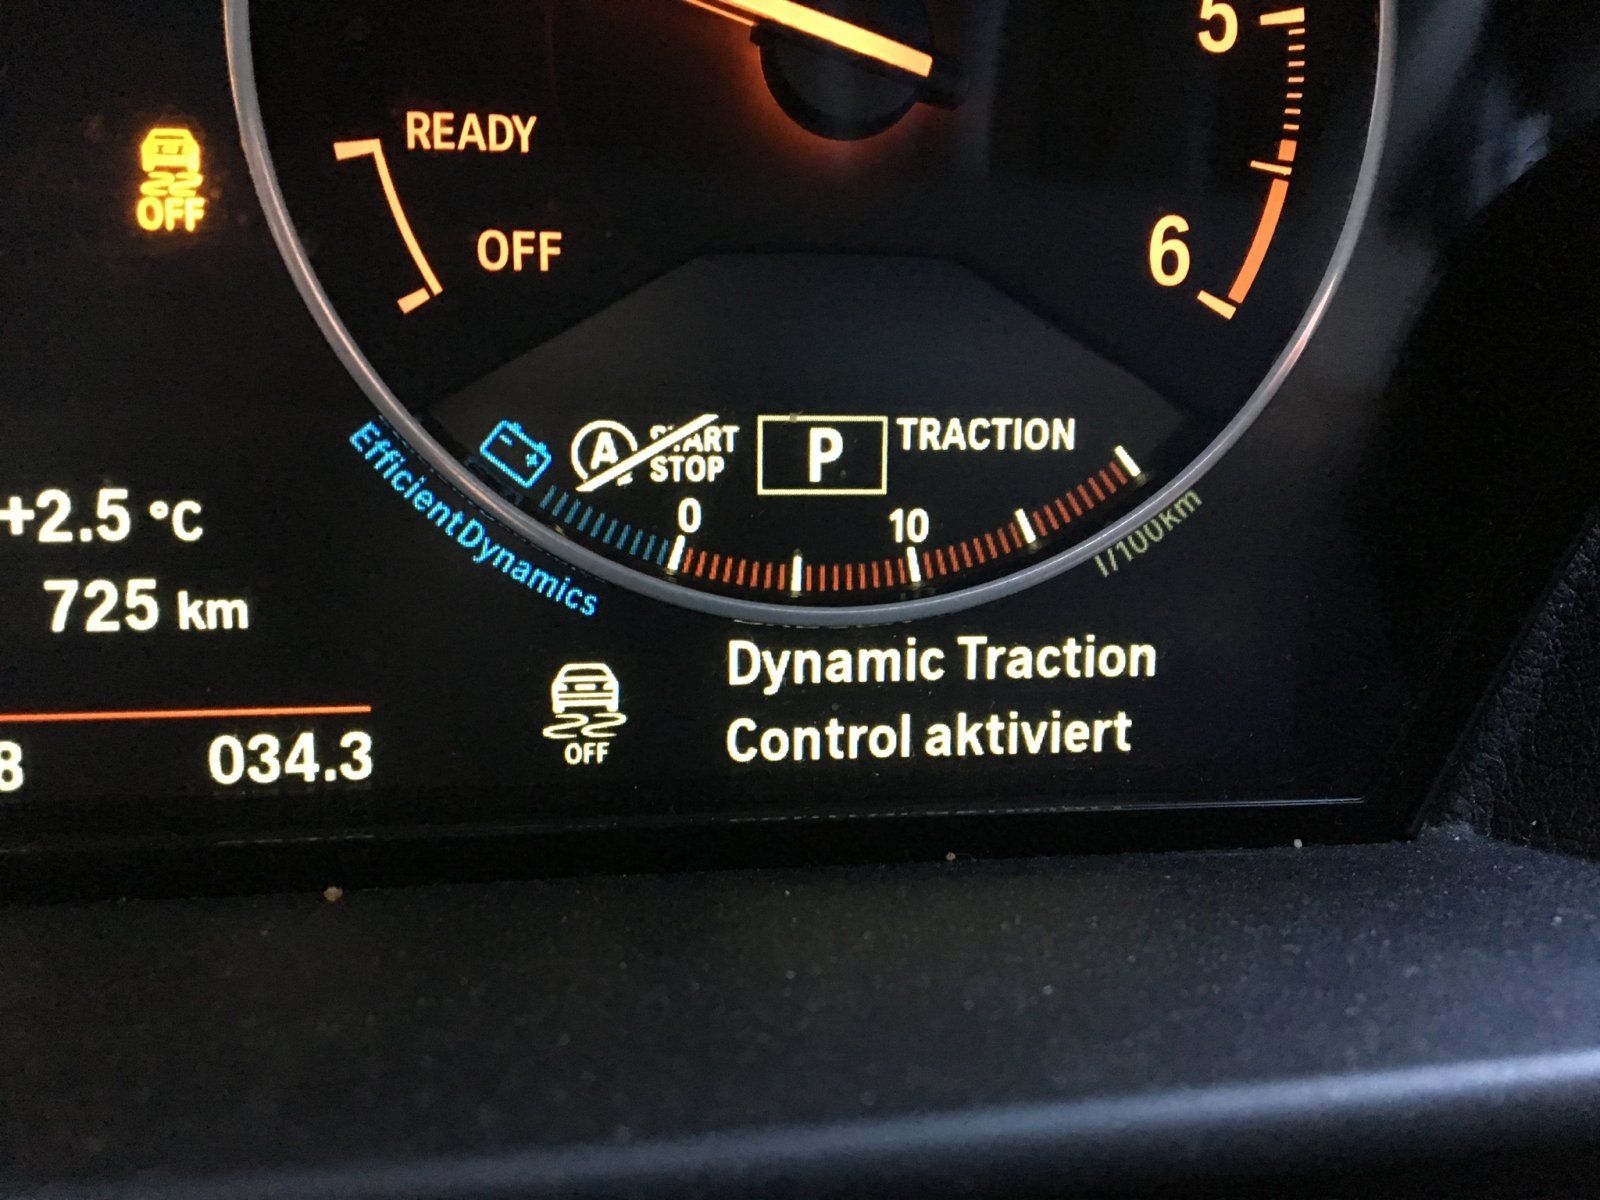 5
READY
OFF
OFF
6
A
START
STOP
P
TRACTION
EfficientDynamics
0
10
l/100km
+2.5 °C
725 km
Dynamic Traction
Control aktiviert
OFF
8
034.3